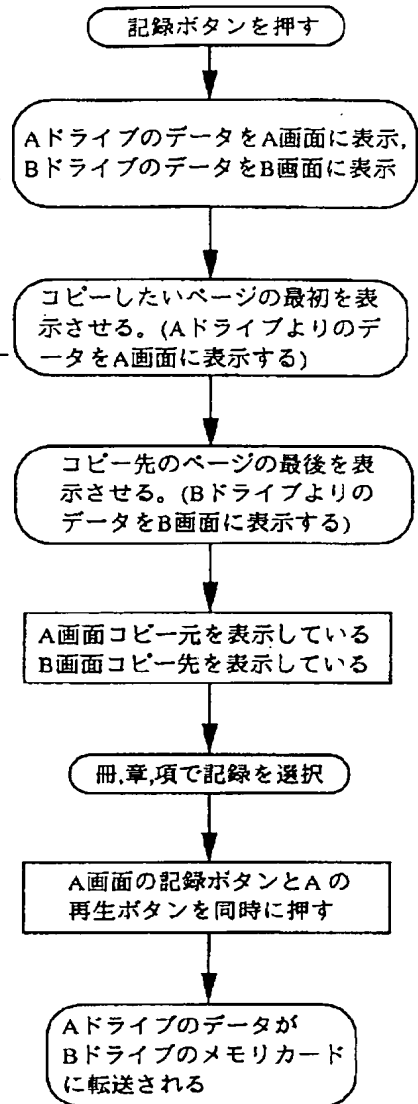 記録ボタンを押す
AドライブのデータをA画面に表示,
BドライブのデータをB画面に表示
コピーしたいページの最初を表
示させる。(Aドライブよりのデ
ータをA画面に表示する)
コピー先のページの最後を表
示させる。(Bドライブよりの
データをB画面に表示する)
A画面コピー元を表示している
B画面コピー先を表示している
冊,章,項で記録を選択
A画面の記録ボタンとAの
再生ボタンを同時に押す
Aドライブのデータが
Bドライブのメモリカード
に転送される